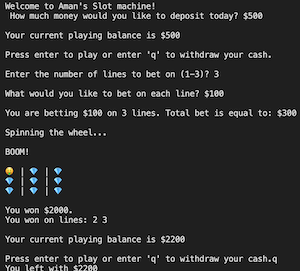 Welcome to Aman's Slot machine!
How much money would you like to deposit today? $500
Your current playing balance is $500
Press enter to play or enter 'q' to withdraw your cash.
Enter the number of lines to bet on (1-3)? 3
What would you like to bet on each line? $100
You are betting $100 on 3 lines. Total bet is equal to: $300
Spinning the wheel...
BOOM!
🪙 | 💎 | 💎
💎 | 💎 | 💎
💎 | 💎 | 💎
You won $2000.
You won on lines: 2 3
Your current playing balance is $2200
Press enter to play or enter 'q' to withdraw your cash.q
You left with $2200